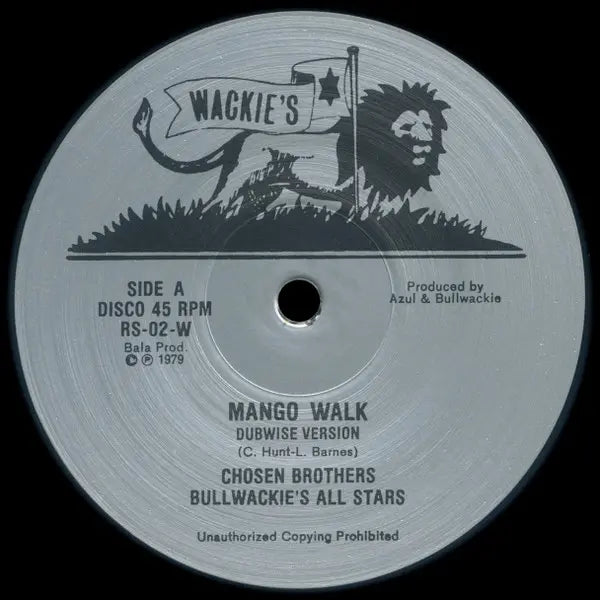 WACKIE'S
SIDE A
DISCO 45 RPM
RS-02-W
Bala Prod.
© ℗ 1979
Produced by
Azul & Bullwackie
MANGO WALK
DUBWISE VERSION
(C. Hunt-L. Barnes)
CHOSEN BROTHERS
BULLWACKIE'S ALL STARS
Unauthorized Copying Prohibited